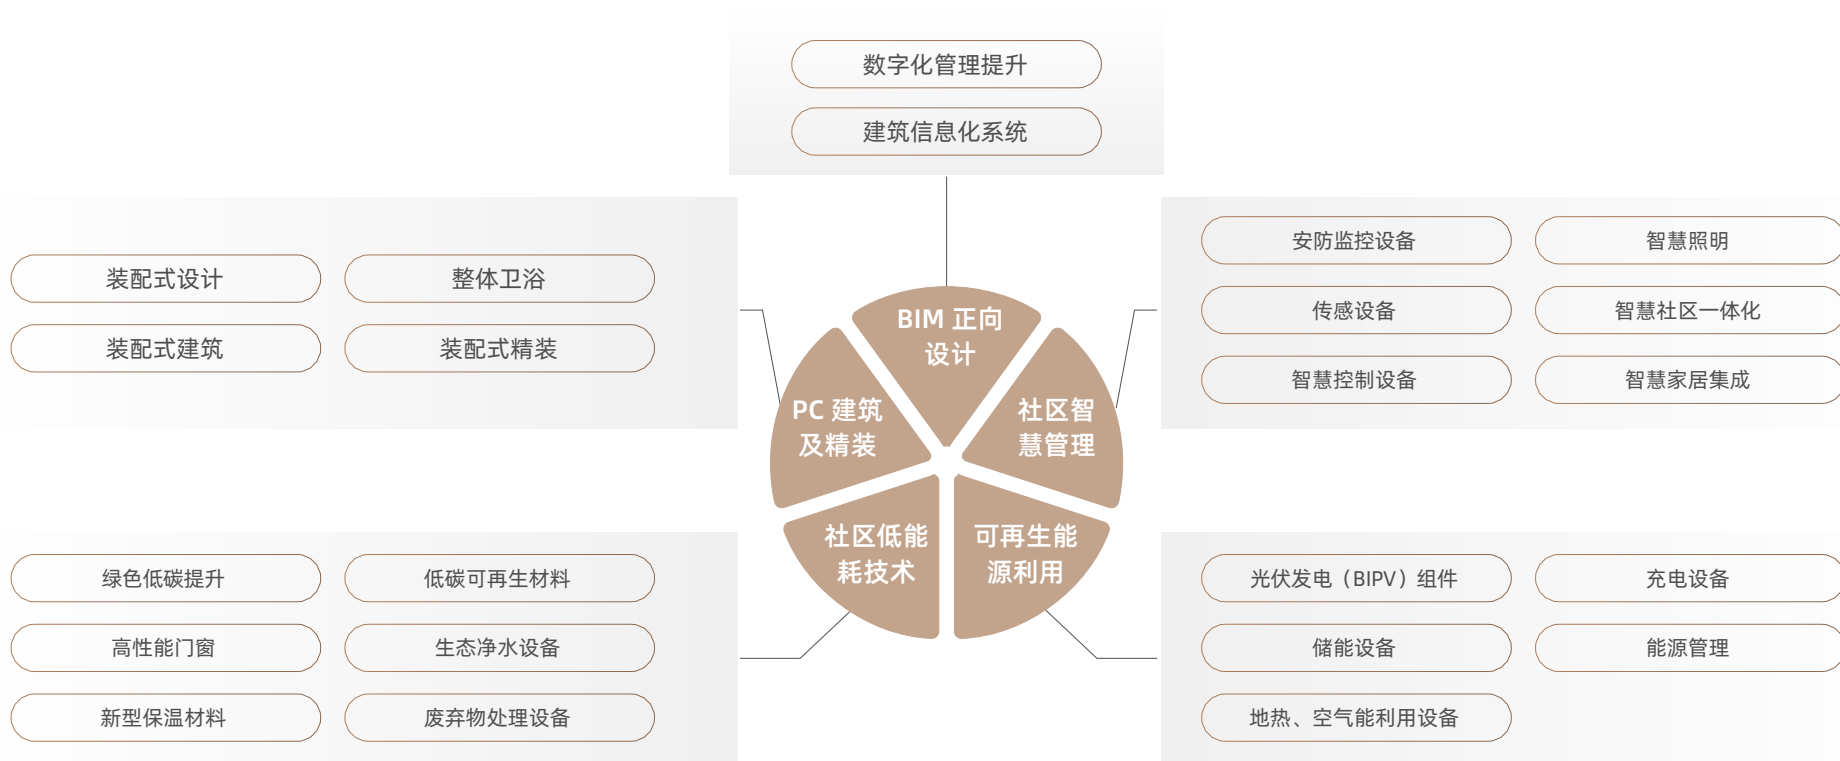 数字化管理提升
建筑信息化系统
装配式设计
整体卫浴
装配式建筑
装配式精装
安防监控设备
智慧照明
传感设备
智慧社区一体化
智慧控制设备
智慧家居集成
BIM 正向
设计
PC 建筑
及精装
社区智
慧管理
社区低能
耗技术
可再生能
源利用
绿色低碳提升
低碳可再生材料
高性能门窗
生态净水设备
新型保温材料
废弃物处理设备
光伏发电（BIPV）组件
充电设备
储能设备
能源管理
地热、空气能利用设备